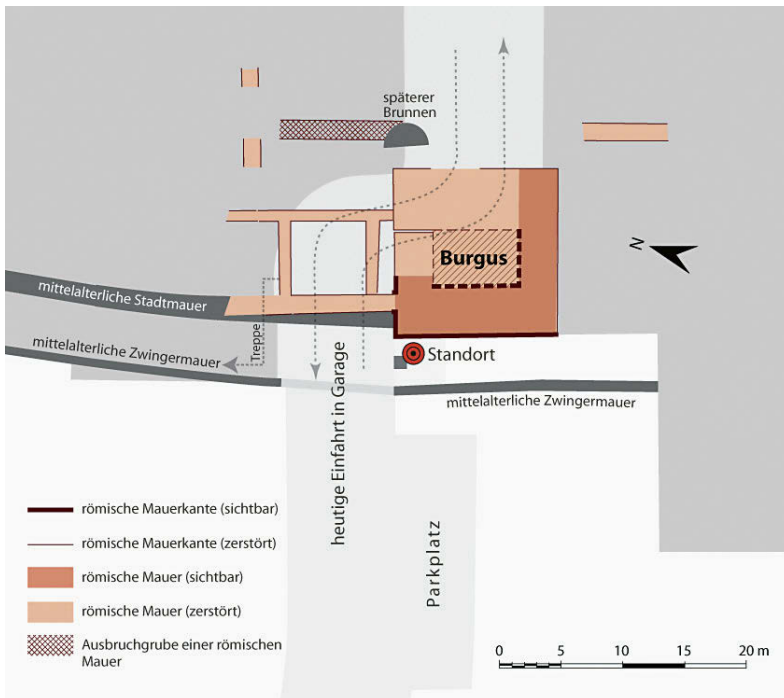 späterer
Brunnen
Burgus
N
mittelalterliche Stadtmauer
mittelalterliche Zwingermauer
Treppe
Standort
mittelalterliche Zwingermauer
heutige Einfahrt in Garage
Parkplatz
römische Mauerkante (sichtbar)
römische Mauerkante (zerstört)
römische Mauer (sichtbar)
römische Mauer (zerstört)
Ausbruchgrube einer römischen
Mauer
0 5 10 15 20 m